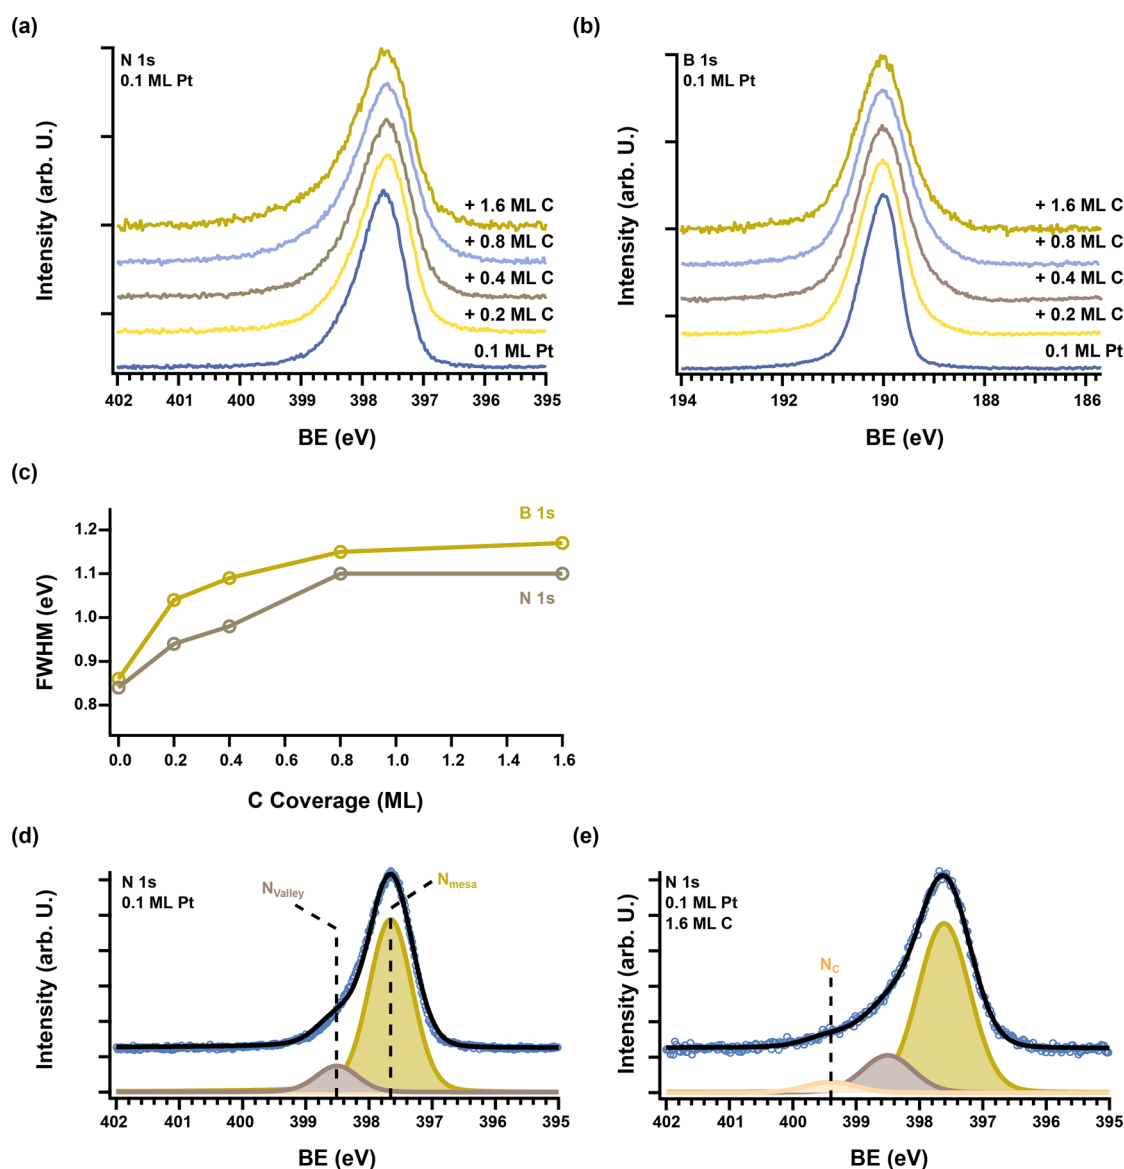 (a)
N 1s
0.1 ML Pt
+ 1.6 ML C
+ 0.8 ML C
+ 0.4 ML C
+ 0.2 ML C
0.1 ML Pt
Intensity (arb. U.)
402 401 400 399 398 397 396 395
BE (eV)
(b)
B 1s
0.1 ML Pt
+ 1.6 ML C
+ 0.8 ML C
+ 0.4 ML C
+ 0.2 ML C
0.1 ML Pt
Intensity (arb. U.)
194 192 190 188 186
BE (eV)
(c)
B 1s
N 1s
FWHM (eV)
1.2
1.1
1.0
0.9
0.8
0.0 0.2 0.4 0.6 0.8 1.0 1.2 1.4 1.6
C Coverage (ML)
(d)
N 1s
0.1 ML Pt
NValley
Nmesa
Intensity (arb. U.)
402 401 400 399 398 397 396 395
BE (eV)
(e)
N 1s
0.1 ML Pt
1.6 ML C
NC
Intensity (arb. U.)
402 401 400 399 398 397 396 395
BE (eV)